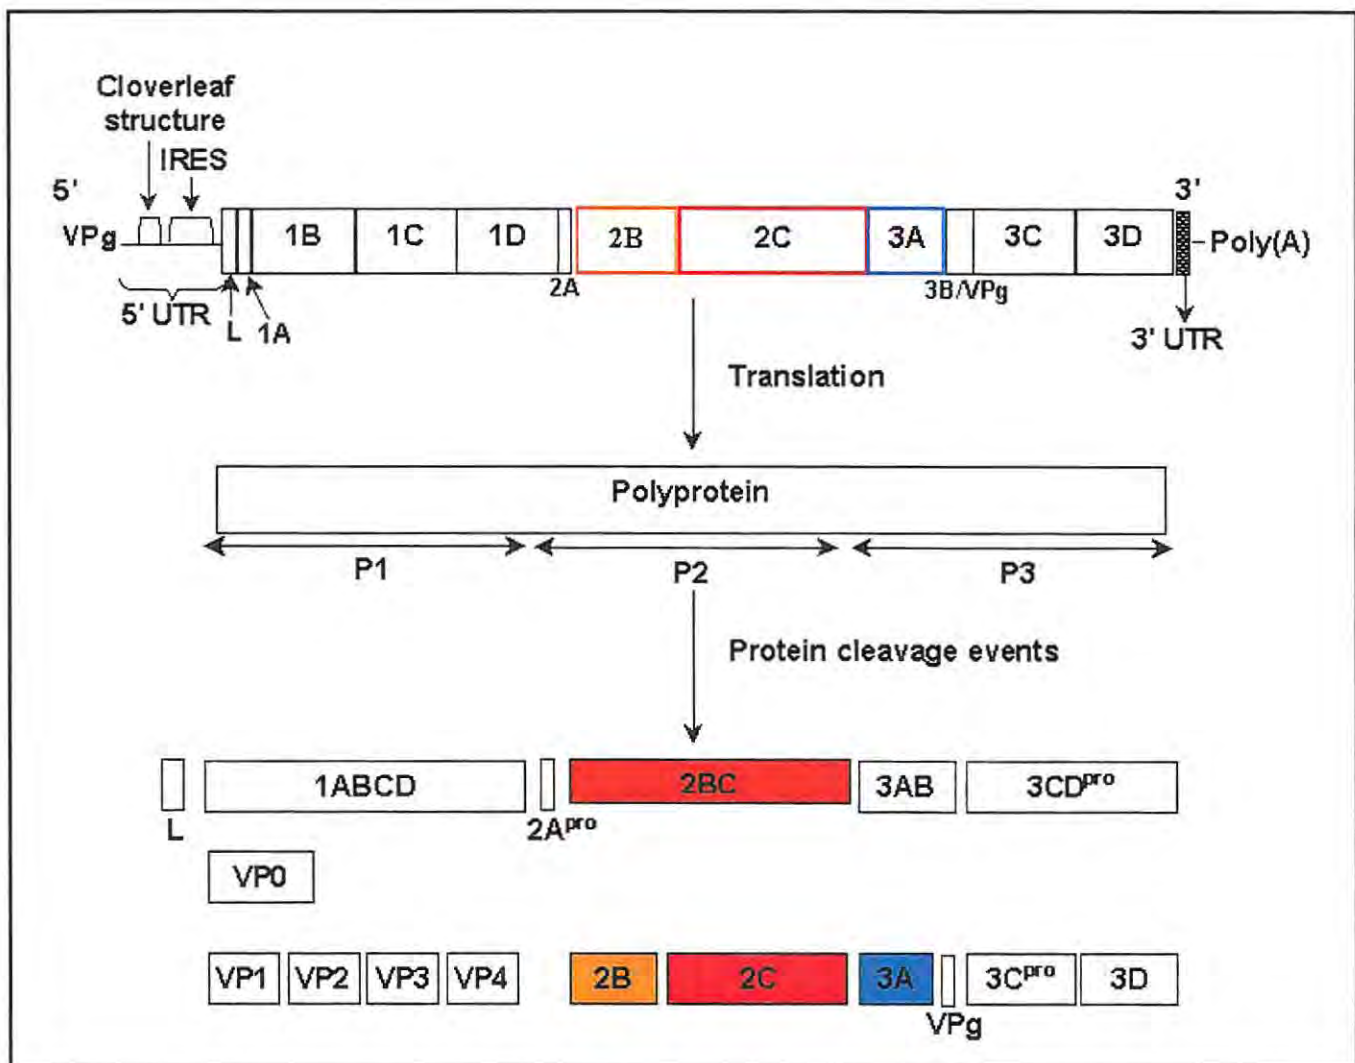 Cloverleaf
structure
IRES
5'
3'
VPg
1B 1C 1D 2B 2C 3A 3C 3D
Poly(A)
2A
3B/VPg
5' UTR
L
1A
3' UTR
Translation
Polyprotein
P1 P2 P3
Protein cleavage events
1ABCD 2BC 3AB 3CDpro
L
2Apro
VP0
VP1 VP2 VP3 VP4 2B 2C 3A 3Cpro 3D
VPg